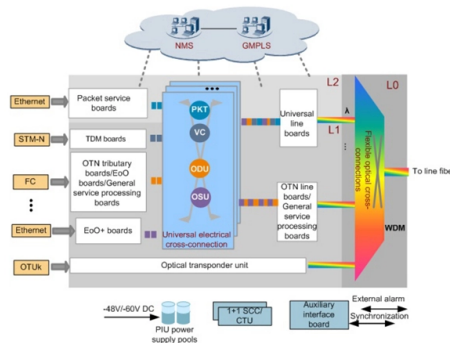 NMS
GMPLS
L2
L0
Ethernet
Packet service
boards
PKT
Universal
line
boards
λ
L1
STM-N
TDM boards
VC
FC
OTN tributary
boards/EoO
boards/General
service processing
boards
ODU
OSU
Flexible optical cross-
connections
To line fibe
OTN line
boards/
General
service
processing
boards
WDM
Ethernet
EoO+ boards
Universal electrical
cross-connection
OTUk
Optical transponder unit
-48V/-60V DC
PIU power
supply pools
1+1 SCC/
CTU
Auxiliary
interface
board
External alarm
Synchronization